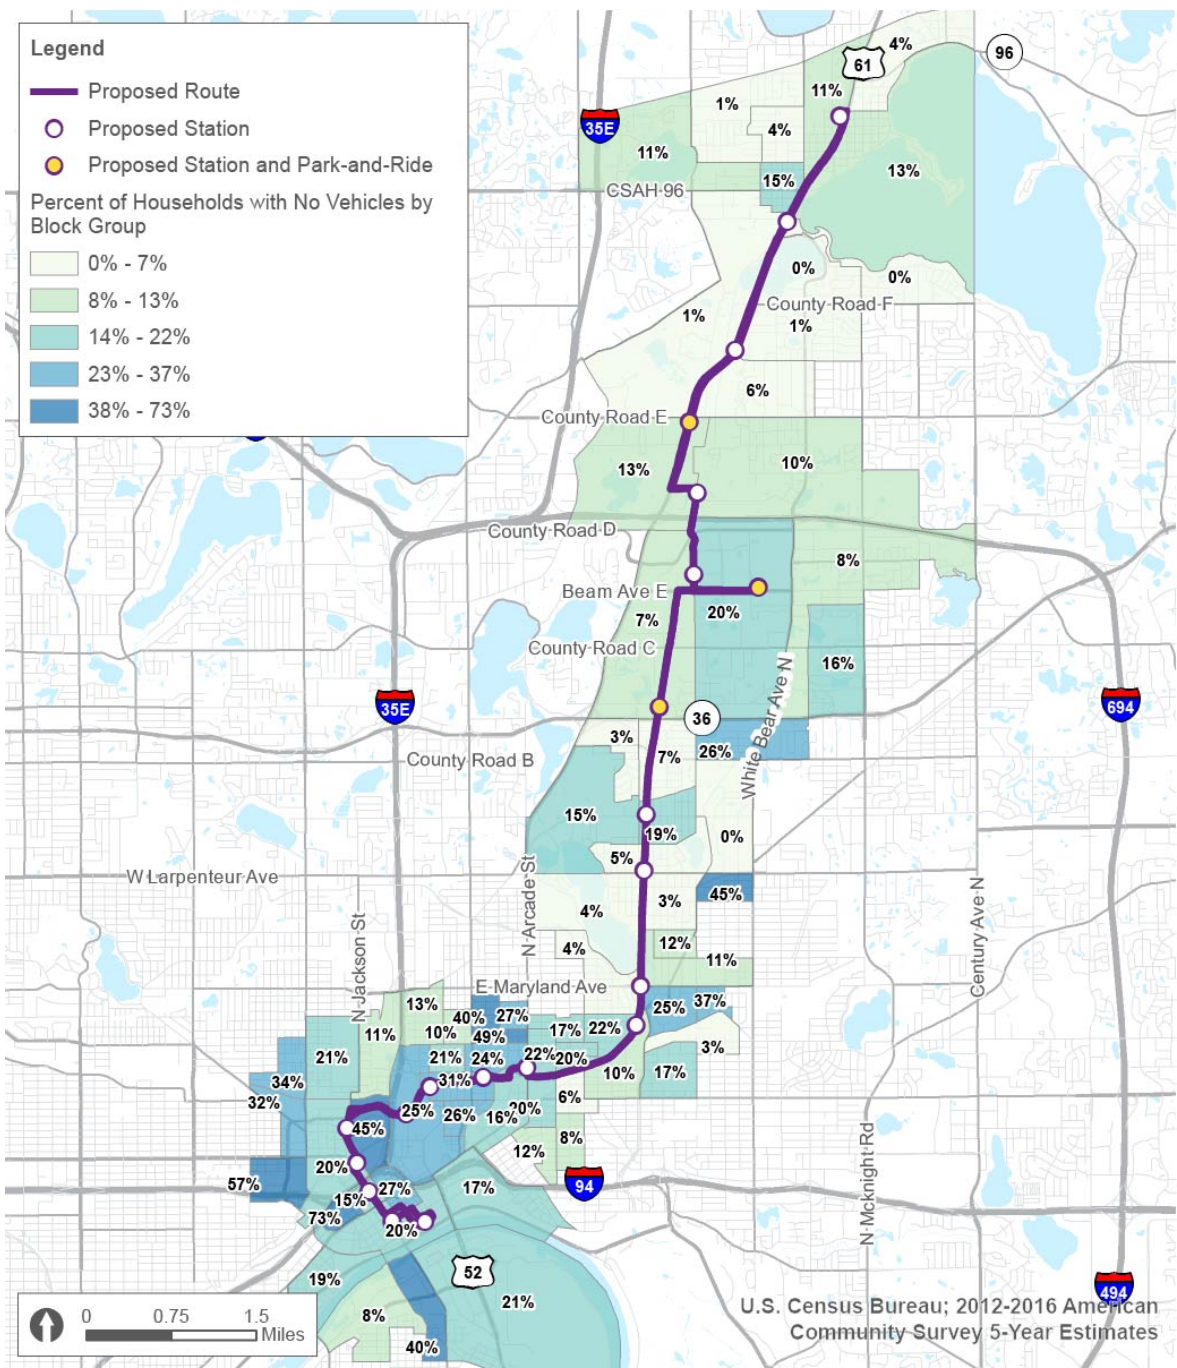 Legend
Proposed Route
Proposed Station
Proposed Station and Park-and-Ride
Percent of Households with No Vehicles by
Block Group
0% - 7%
8% - 13%
14% - 22%
23% - 37%
38% - 73%
4%
96
61
11%
1%
4%
35E
11%
13%
15%
CSAH 96
0%
0%
County Road F
1%
1%
6%
County Road E
13%
10%
County Road D
8%
Beam Ave E
20%
7%
County Road C
16%
White Bear Ave N
35E
694
36
3%
26%
7%
County Road B
15%
19%
0%
5%
W Larpenteur Ave
N Arcade St
45%
3%
4%
Century Ave N
12%
4%
11%
N Jackson St
E Maryland Ave
13%
37%
25%
40%
27%
11%
10%
49%
17%
22%
3%
21%
21%
24%
22%
20%
17%
10%
34%
31%
32%
6%
25%
26%
16%
20%
45%
8%
12%
20%
57%
94
N Mcknight Rd
27%
17%
15%
73%
20%
52
19%
21%
8%
40%
494
0
0.75
1.5
Miles
U.S. Census Bureau; 2012-2016 American
Community Survey 5-Year Estimates